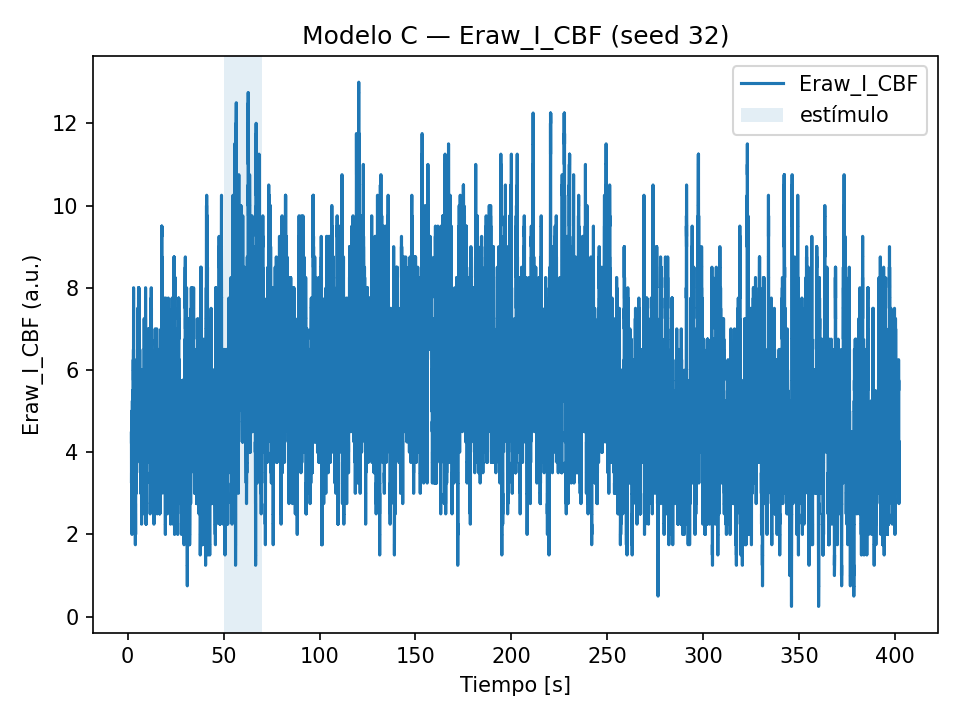 Modelo C — Eraw_I_CBF (seed 32)
Eraw_I_CBF
estímulo
Eraw_I_CBF (a.u.)
12
10
8
6
4
2
0
0 50 100 150 200 250 300 350 400
Tiempo [s]